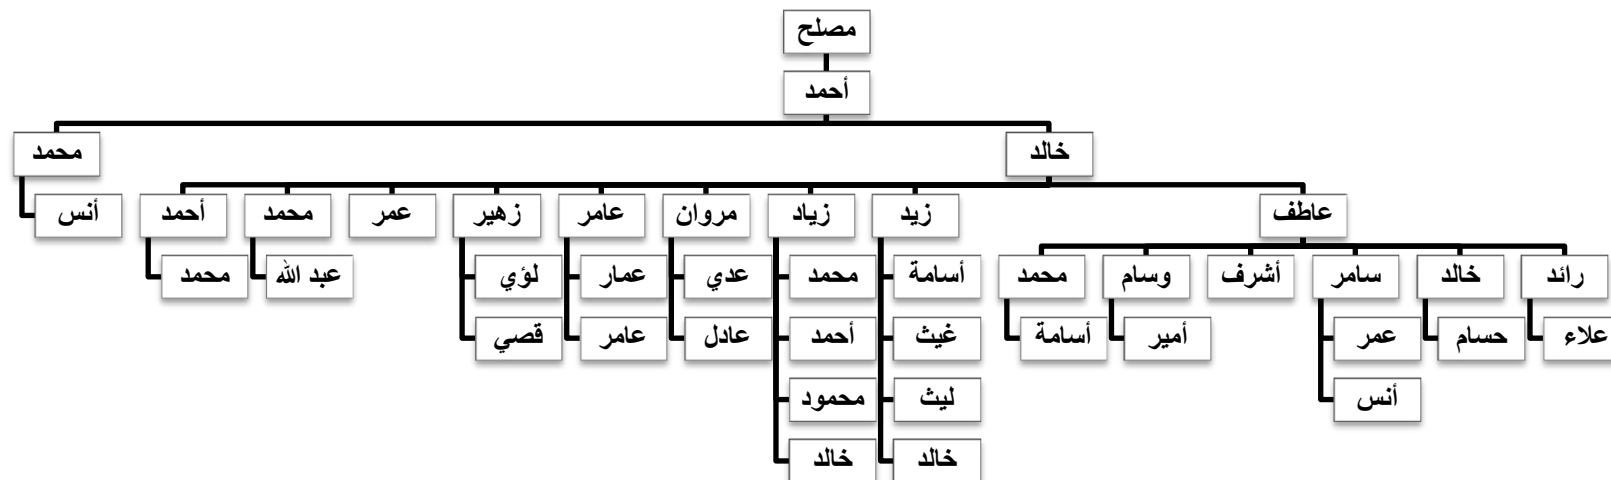 مصلح
أحمد
خالد
محمد
عاطف
زيد
زياد
مروان
عامر
زهير
عمر
محمد
أحمد
أنس
رائد
خالد
سامر
أشرف
وسام
محمد
أسامة
محمد
عدي
عمار
لؤي
عبد الله
محمد
علاء
حسام
عمر
أمير
أسامة
غيث
أحمد
عادل
عامر
قصي
أنس
ليث
محمود
خالد
خالد